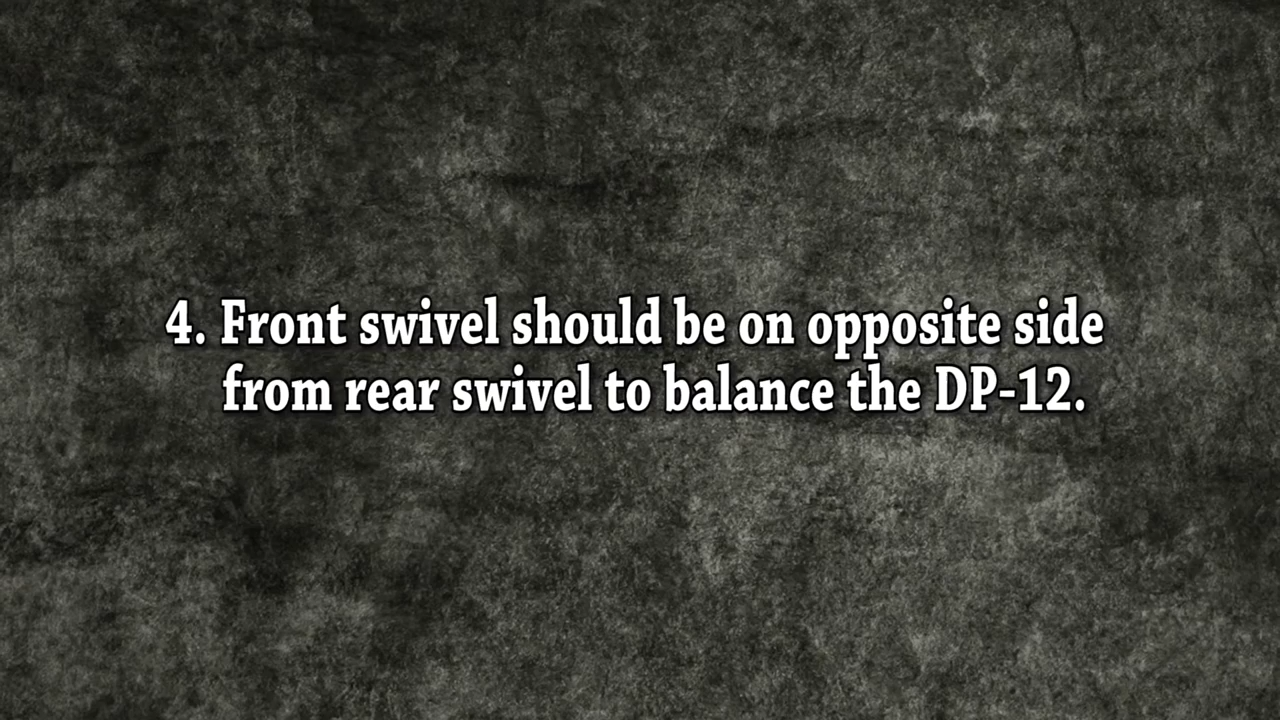 4. Front swivel should be on opposite side
from rear swivel to balance the DP-12.